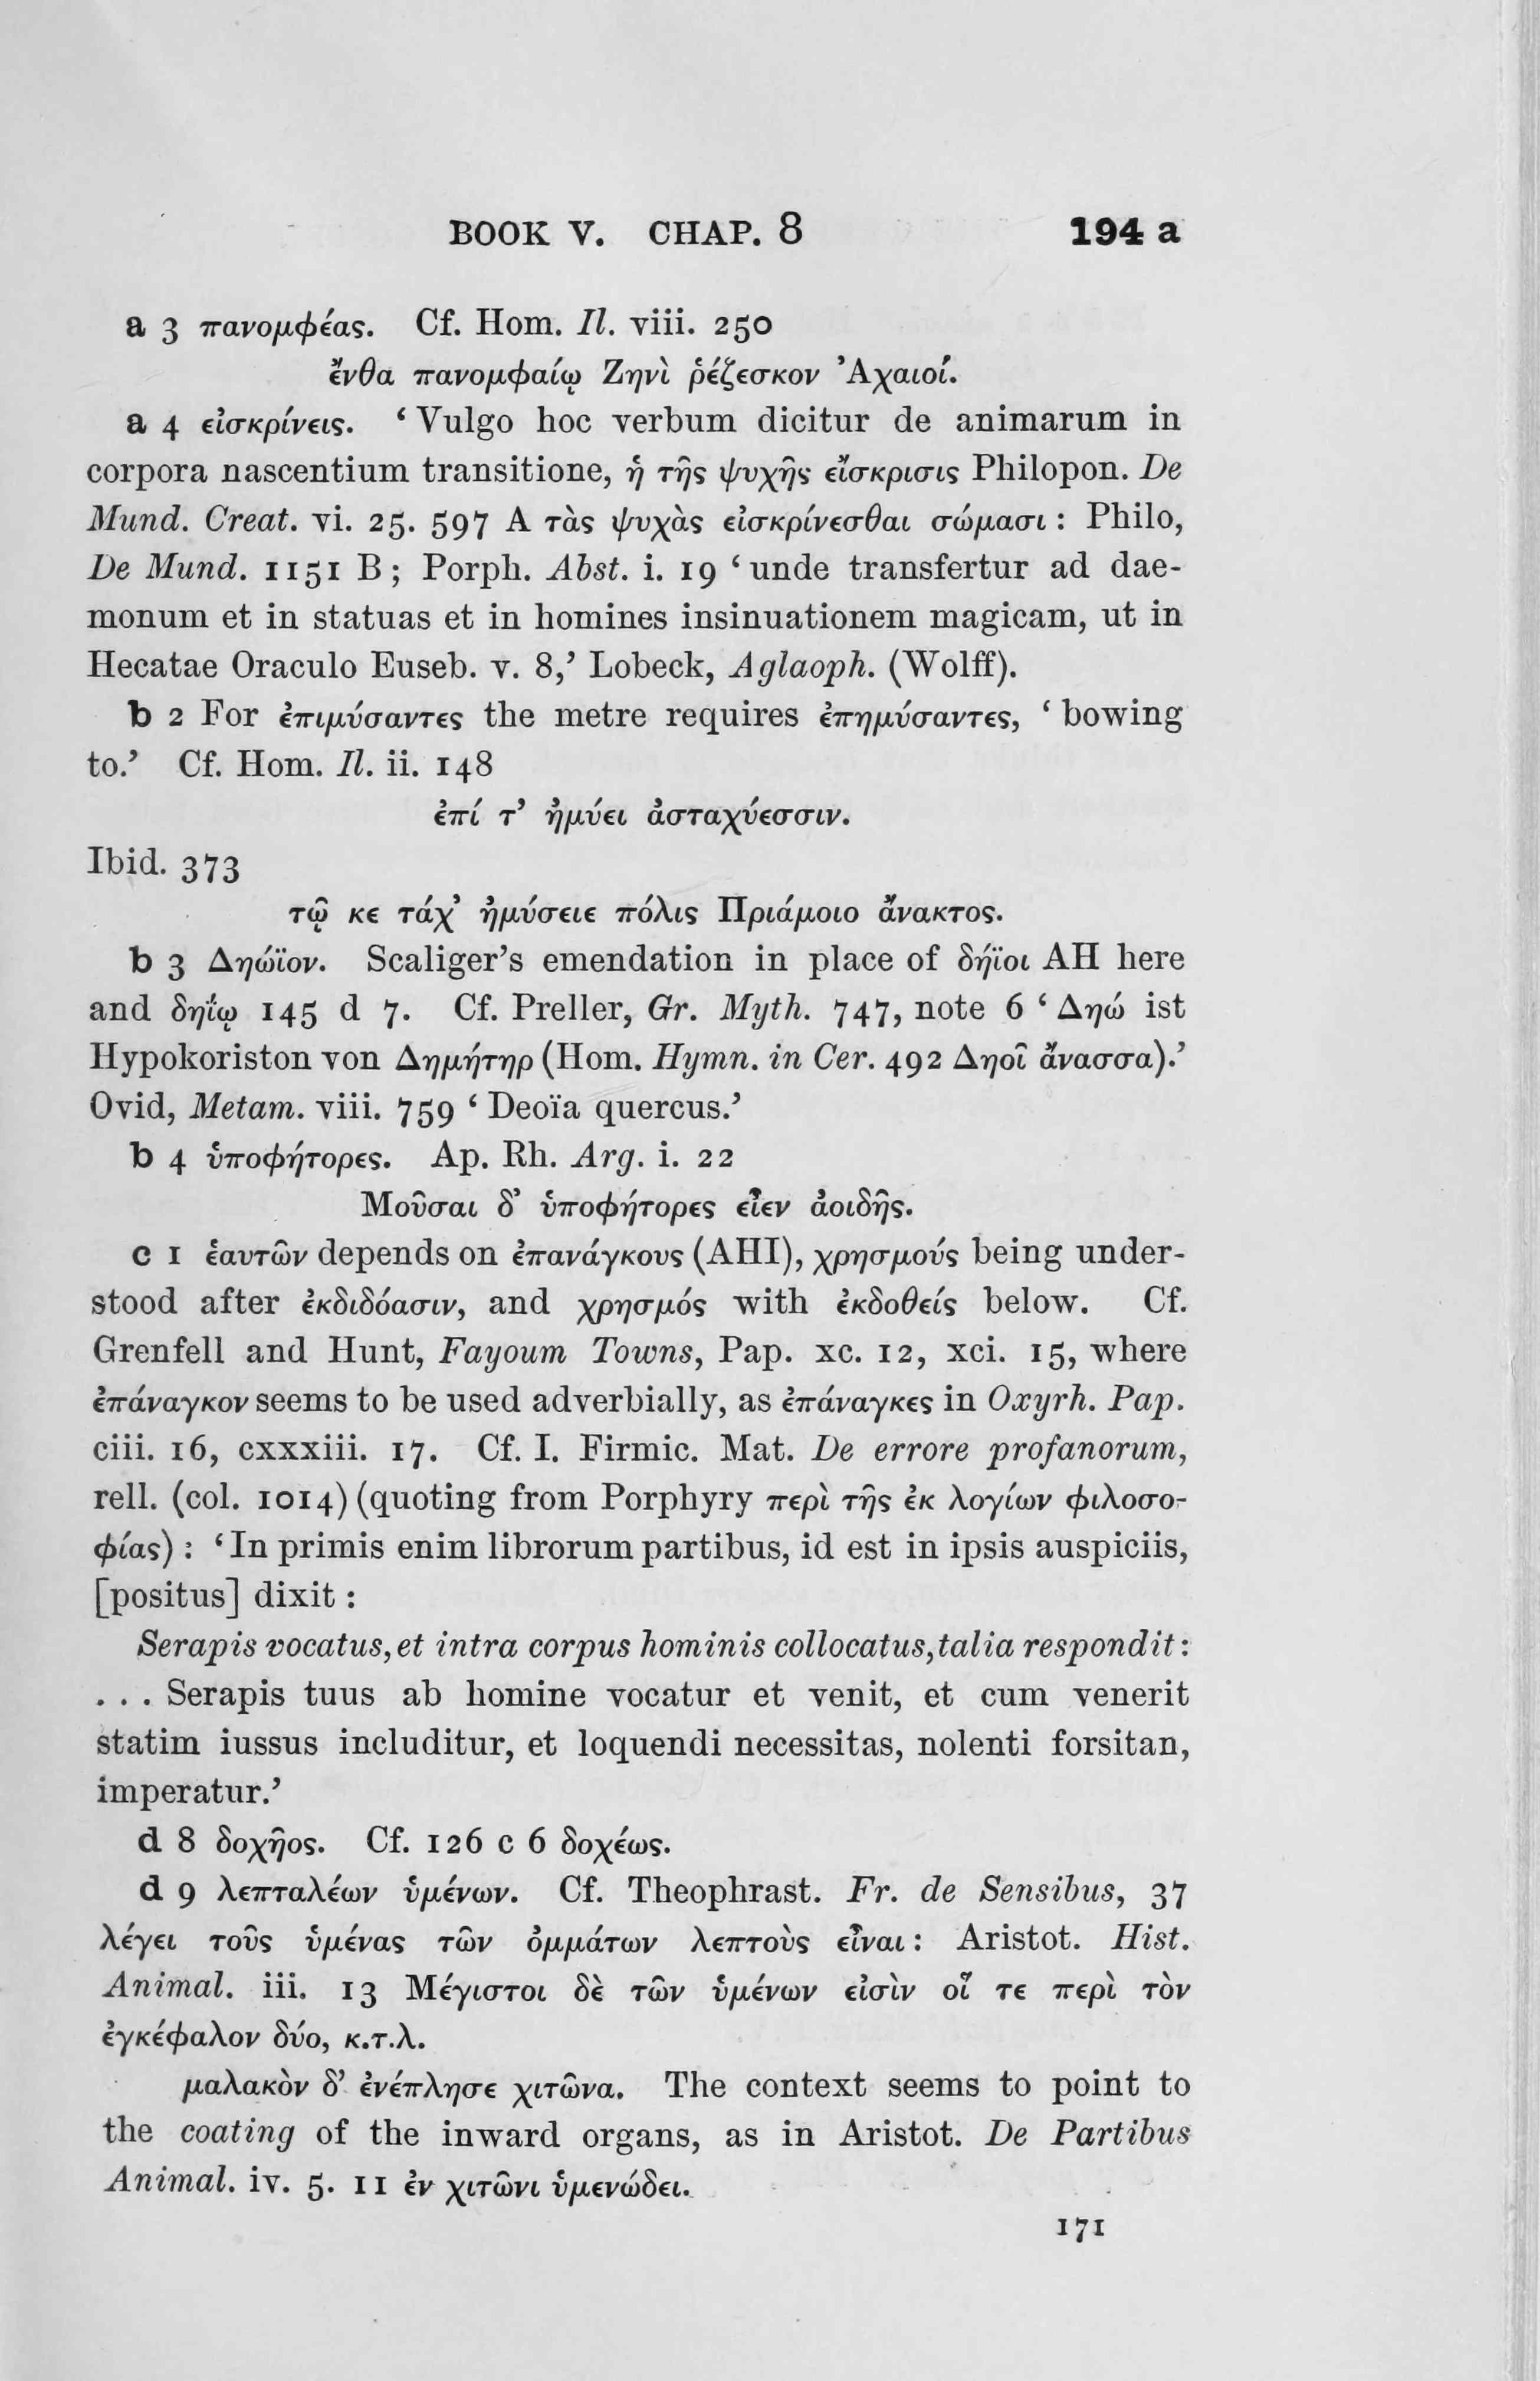 BOOK V. CHAP. 8 194 a
a 3 πανομφέας. Cf. Hom. Il. viii. 250
ἔνθα πανομφαίῳ Ζηνὶ ῥέζεσκον Ἀχαιοί.
a 4 εἰσκρίνεις. ‘Vulgo hoc verbum dicitur de animarum in
corpora nascentium transitione, ἡ τῆς ψυχῆς εἴσκρισις Philopon. De
Mund. Creat. vi. 25. 597 A τὰς ψυχὰς εἰσκρίνεσθαι σώμασι : Philo,
De Mund. 1151 B ; Porph. Abst. i. 19 ‘unde transfertur ad dae-
monum et in statuas et in homines insinuationem magicam, ut in
Hecatae Oraculo Euseb. v. 8,’ Lobeck, Aglaoph. (Wolff).
b 2 For ἐπιμύσαντες the metre requires ἐπημύσαντες, ‘bowing
to.’ Cf. Hom. Il. ii. 148
ἐπί τ’ ἠμύει ἀσταχύεσσιν.
Ibid. 373
τῷ κε τάχ’ ἠμύσειε πόλις Πριάμοιο ἄνακτος.
b 3 Δηώϊον. Scaliger’s emendation in place of δήϊοι AH here
and δηΐῳ 145 d 7. Cf. Preller, Gr. Myth. 747, note 6 ‘Δηώ ist
Hypokoriston von Δημήτηρ (Hom. Hymn. in Cer. 492 Δηοῖ ἄνασσα).’
Ovid, Metam. viii. 759 ‘Deoïa quercus.’
b 4 ὑποφήτορες. Ap. Rh. Arg. i. 22
Μοῦσαι δ’ ὑποφήτορες εἶεν ἀοιδῆς.
c 1 ἑαυτῶν depends on ἐπανάγκους (AHI), χρησμούς being under-
stood after ἐκδιδόασιν, and χρησμός with ἐκδοθείς below. Cf.
Grenfell and Hunt, Fayoum Towns, Pap. xc. 12, xci. 15, where
ἐπάναγκον seems to be used adverbially, as ἐπάναγκες in Oxyrh. Pap.
ciii. 16, cxxxiii. 17. Cf. I. Firmic. Mat. De errore profanorum,
rell. (col. 1014) (quoting from Porphyry περὶ τῆς ἐκ λογίων φιλοσο-
φίας) : ‘In primis enim librorum partibus, id est in ipsis auspiciis,
[positus] dixit :
Serapis vocatus, et intra corpus hominis collocatus, talia respondit :
. . . Serapis tuus ab homine vocatur et venit, et cum venerit
statim iussus includitur, et loquendi necessitas, nolenti forsitan,
imperatur.’
d 8 δοχῆος. Cf. 126 c 6 δοχέως.
d 9 λεπταλέων ὑμένων. Cf. Theophrast. Fr. de Sensibus, 37
λέγει τοῦς ὑμένας τῶν ὀμμάτων λεπτοὺς εἶναι : Aristot. Hist.
Animal. iii. 13 Μέγιστοι δὲ τῶν ὑμένων εἰσὶν οἵ τε περὶ τὸν
ἐγκέφαλον δύο, κ.τ.λ.
μαλακὸν δ’ ἐνέπλησε χιτῶνα. The context seems to point to
the coating of the inward organs, as in Aristot. De Partibus
Animal. iv. 5. 11 ἐν χιτῶνι ὑμενώδει.
171